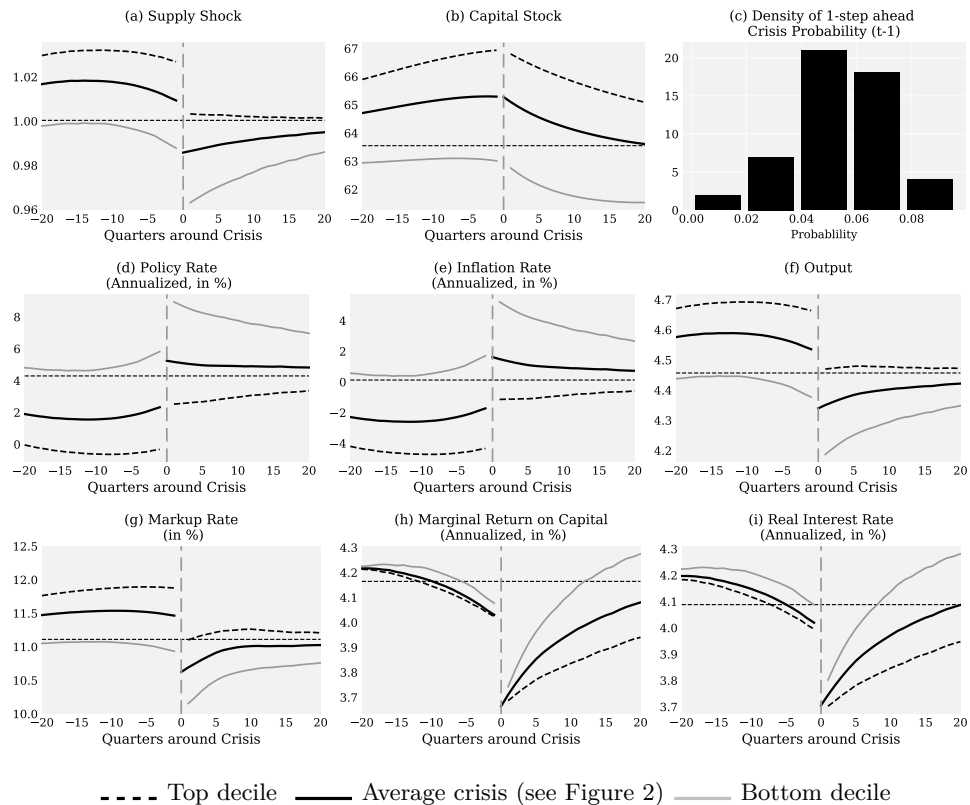 (a) Supply Shock
1.02
1.00
0.98
0.96
−20 −15 −10 −5 0 5 10 15 20
Quarters around Crisis
(b) Capital Stock
67
66
65
64
63
62
−20 −15 −10 −5 0 5 10 15 20
Quarters around Crisis
(c) Density of 1-step ahead
Crisis Probability (t-1)
20
15
10
5
0
0.00 0.02 0.04 0.06 0.08
Probablility
(d) Policy Rate
(Annualized, in %)
8
6
4
2
0
−20 −15 −10 −5 0 5 10 15 20
Quarters around Crisis
(e) Inflation Rate
(Annualized, in %)
4
2
0
−2
−4
−20 −15 −10 −5 0 5 10 15 20
Quarters around Crisis
(f) Output
4.7
4.6
4.5
4.4
4.3
4.2
−20 −15 −10 −5 0 5 10 15 20
Quarters around Crisis
(g) Markup Rate
(in %)
12.5
12.0
11.5
11.0
10.5
10.0
−20 −15 −10 −5 0 5 10 15 20
Quarters around Crisis
(h) Marginal Return on Capital
(Annualized, in %)
4.3
4.2
4.1
4.0
3.9
3.8
3.7
−20 −15 −10 −5 0 5 10 15 20
Quarters around Crisis
(i) Real Interest Rate
(Annualized, in %)
4.3
4.2
4.1
4.0
3.9
3.8
3.7
−20 −15 −10 −5 0 5 10 15 20
Quarters around Crisis
Top decile Average crisis (see Figure 2) Bottom decile